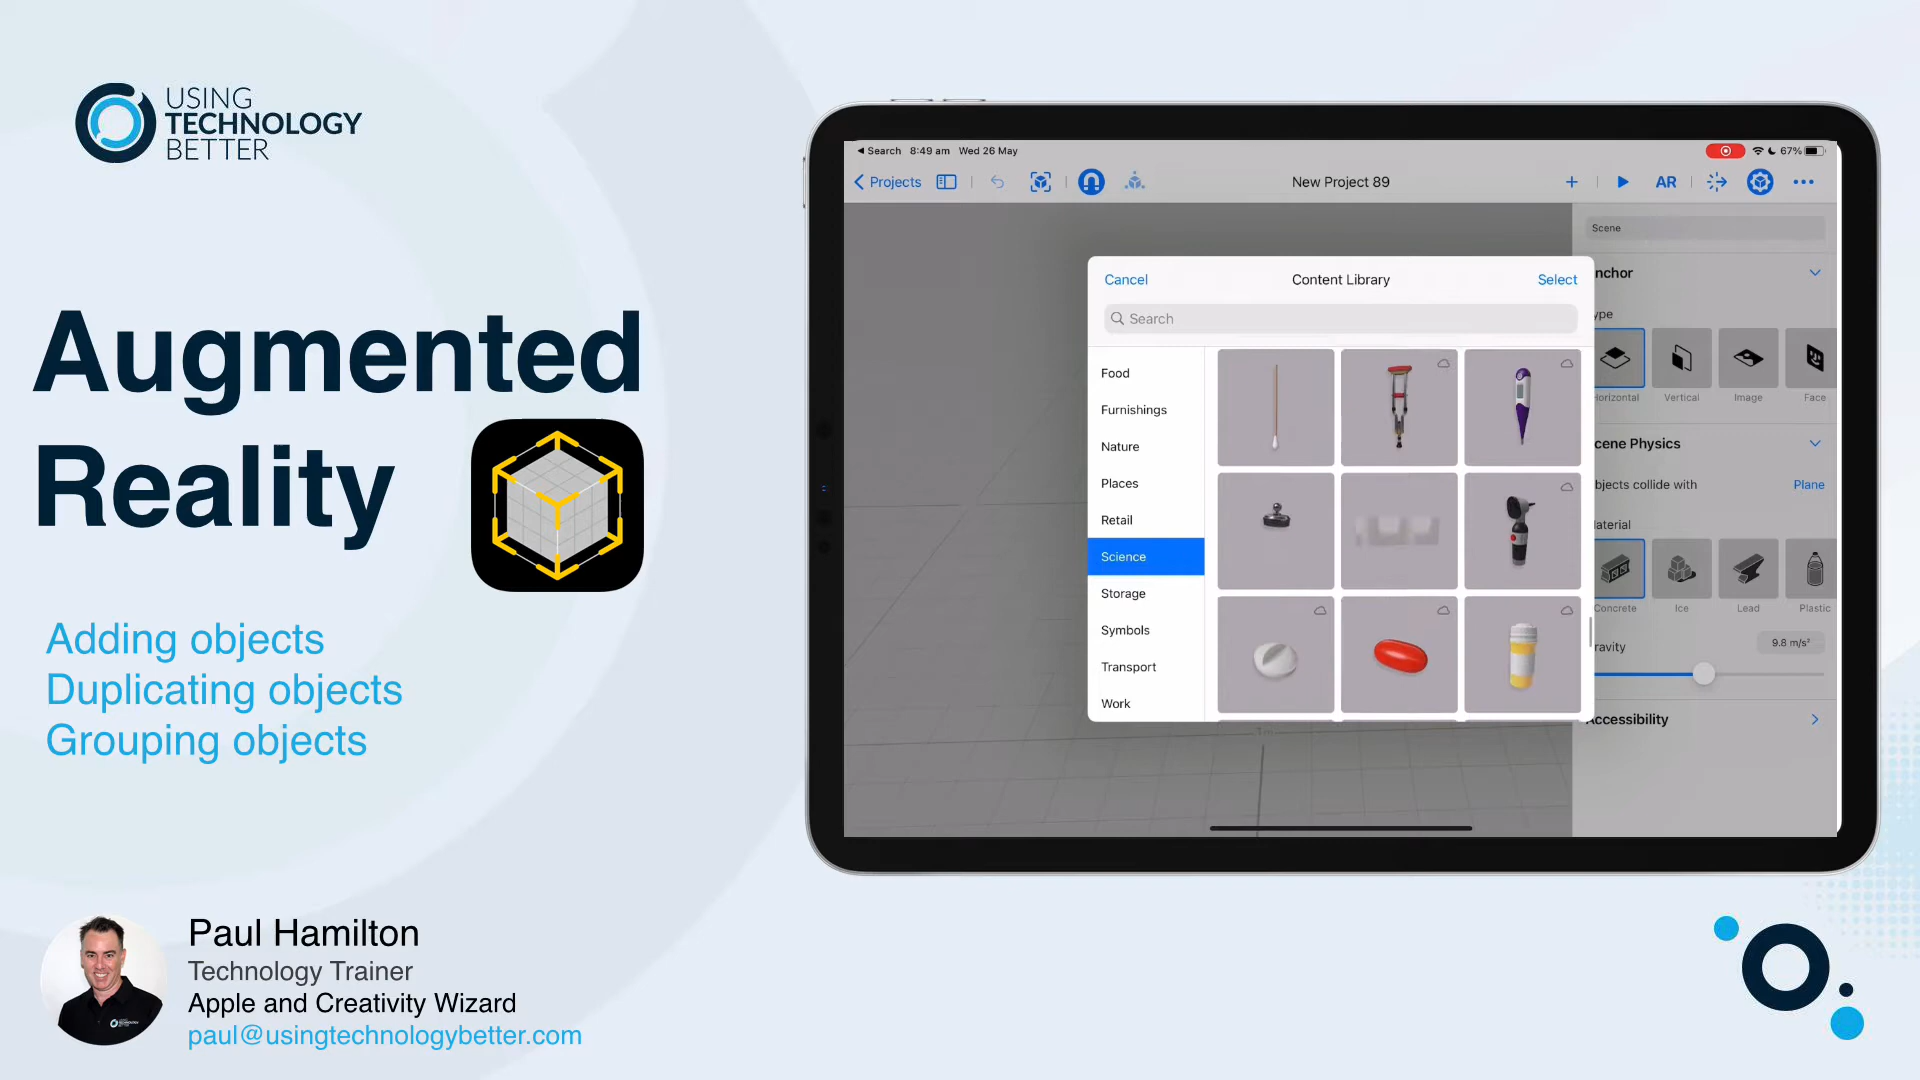 USING
TECHNOLOGY
BETTER
Augmented
Reality
Adding objects
Duplicating objects
Grouping objects
Paul Hamilton
Technology Trainer
Apple and Creativity Wizard
paul@usingtechnologybetter.com
Search 8:49 am Wed 26 May
67%
Projects
New Project 89
AR
Cancel
Content Library
Select
Search
Food
Furnishings
Nature
Places
Retail
Science
Storage
Symbols
Transport
Work
Scene
nchor
ype
orizontal Vertical Image Face
cene Physics
bjects collide with Plane
aterial
Concrete Ice Lead Plastic
ravity 9.8 m/s²
Accessibility